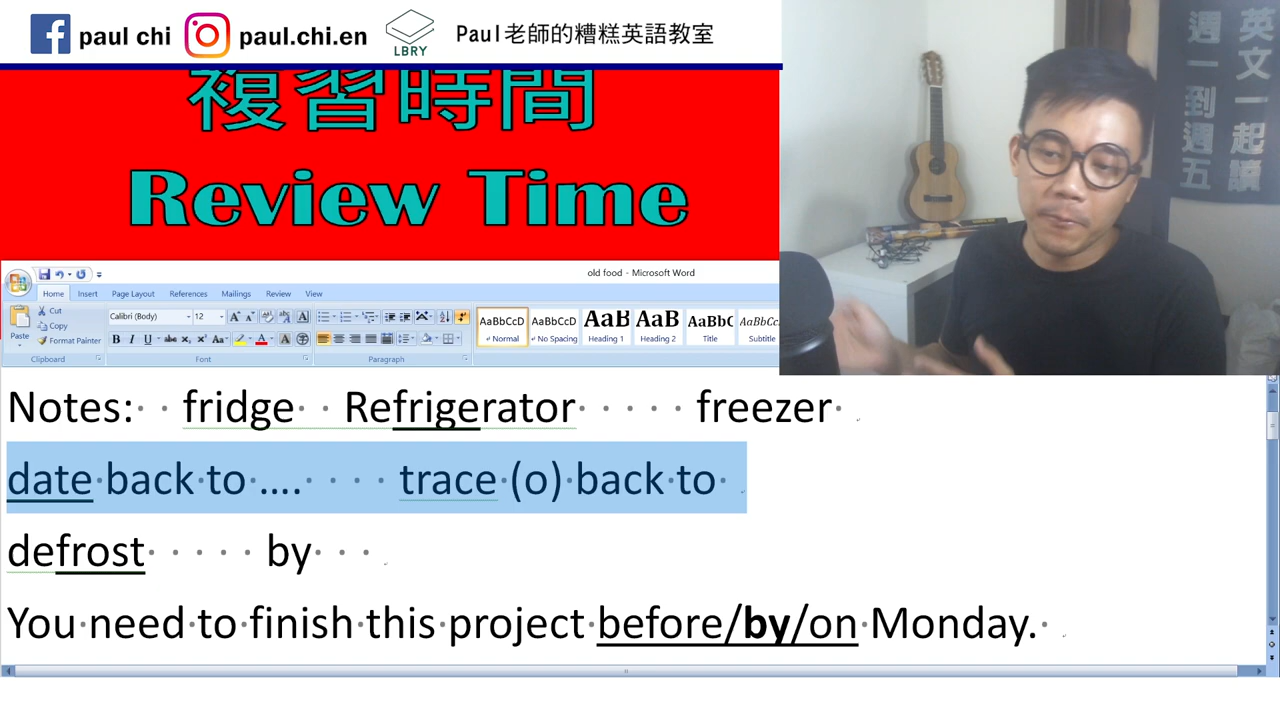 paul chi paul.chi.en LBRY Paul老師的糟糕英語教室
複習時間
Review Time
英文一起讀
週一到週五
old food - Microsoft Word
Home Insert Page Layout References Mailings Review View
Cut
Copy
Format Painter
Paste
Calibri (Body) 12
AaBbCcD AaBbCcD AaBb AaBb AaBbC AaBbCc
Normal No Spacing Heading 1 Heading 2 Title Subtitle
Clipboard Font Paragraph
Notes: fridge Refrigerator freezer
date back to .... trace (o) back to
defrost by
You need to finish this project before/by/on Monday.